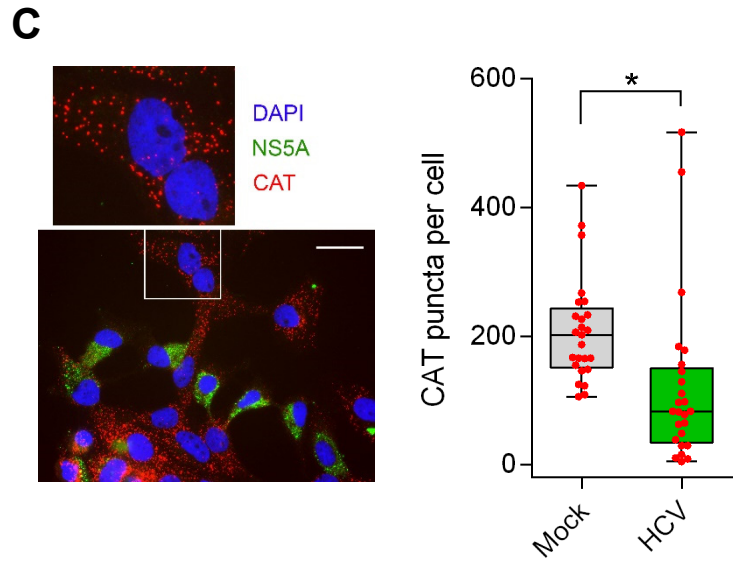 C
DAPI
NS5A
CAT
CAT puncta per cell
600
400
200
0
*
Mock
HCV